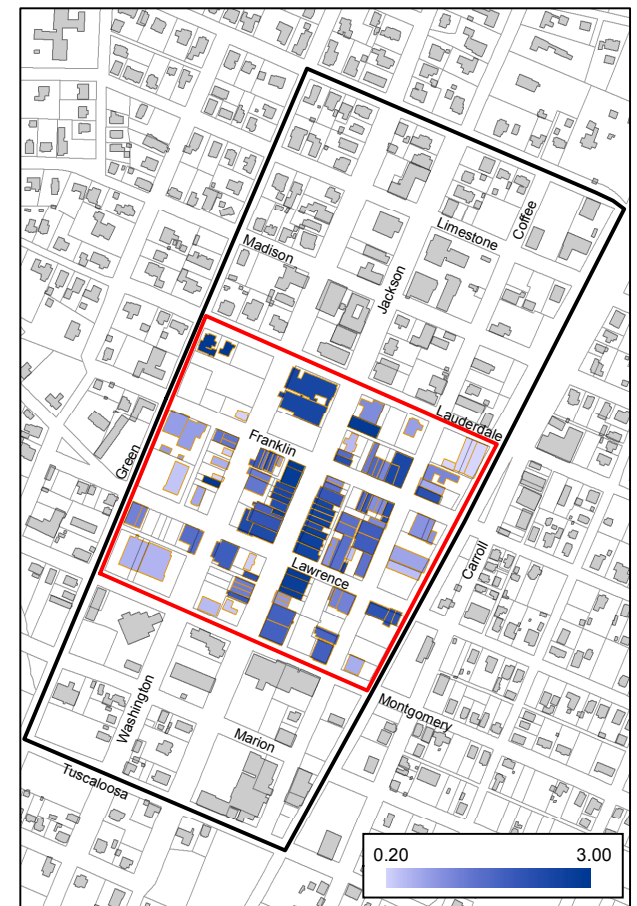 Coffee
Limestone
Madison
Jackson
Lauderdale
Franklin
Green
Carroll
Lawrence
Washington
Montgomery
Marion
Tuscaloosa
0.20 3.00